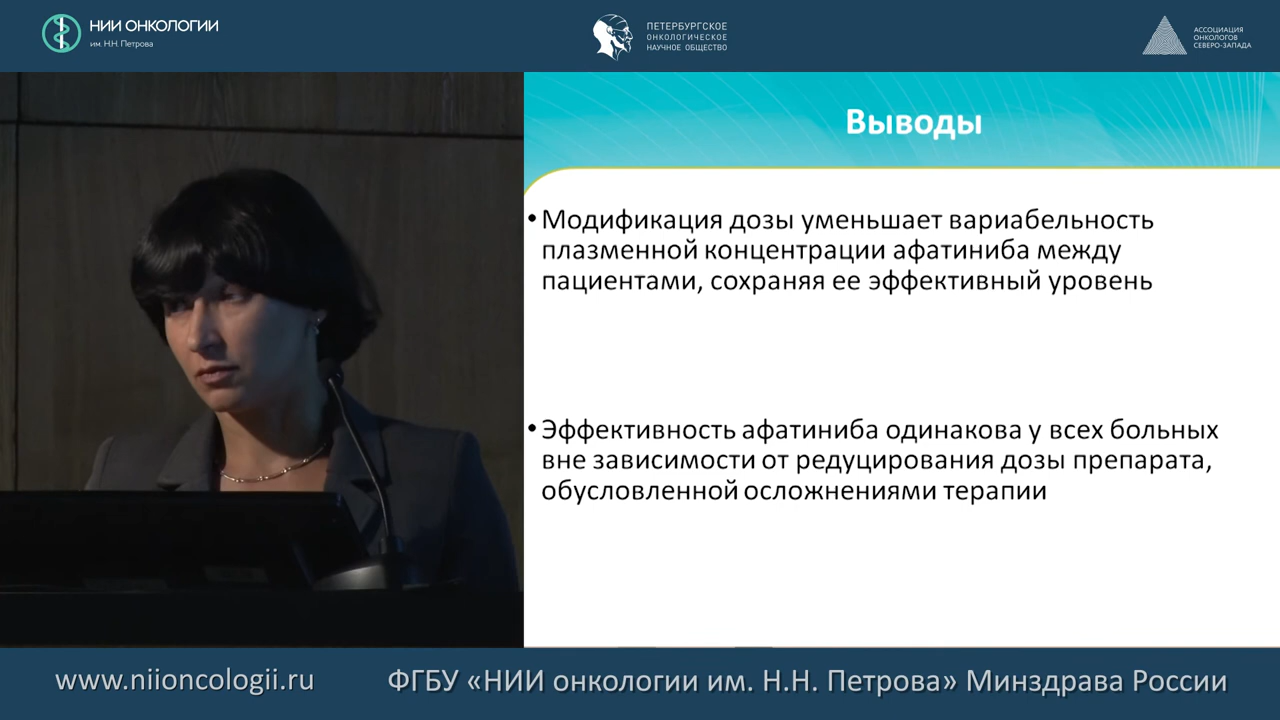 НИИ ОНКОЛОГИИ
им. Н.Н. Петрова
ПЕТЕРБУРГСКОЕ
ОНКОЛОГИЧЕСКОЕ
НАУЧНОЕ ОБЩЕСТВО
АССОЦИАЦИЯ
ОНКОЛОГОВ
СЕВЕРО-ЗАПАДА
Выводы
• Модификация дозы уменьшает вариабельность
плазменной концентрации афатиниба между
пациентами, сохраняя ее эффективный уровень
• Эффективность афатиниба одинакова у всех больных
вне зависимости от редуцирования дозы препарата,
обусловленной осложнениями терапии
www.niioncologii.ru
ФГБУ «НИИ онкологии им. Н.Н. Петрова» Минздрава России